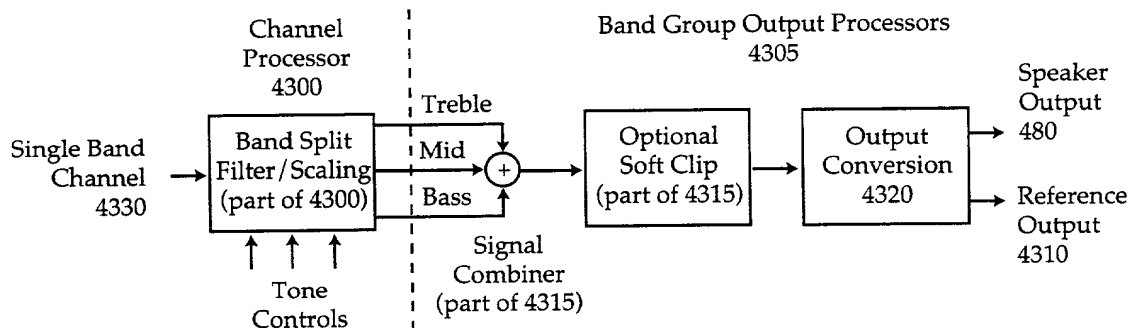 Channel
Processor
4300
Band Group Output Processors
4305
Single Band
Channel
4330
Band Split
Filter/Scaling
(part of 4300)
Tone
Controls
Treble
Mid
Bass
+
Signal
Combiner
(part of 4315)
Optional
Soft Clip
(part of 4315)
Output
Conversion
4320
Speaker
Output
480
Reference
Output
4310